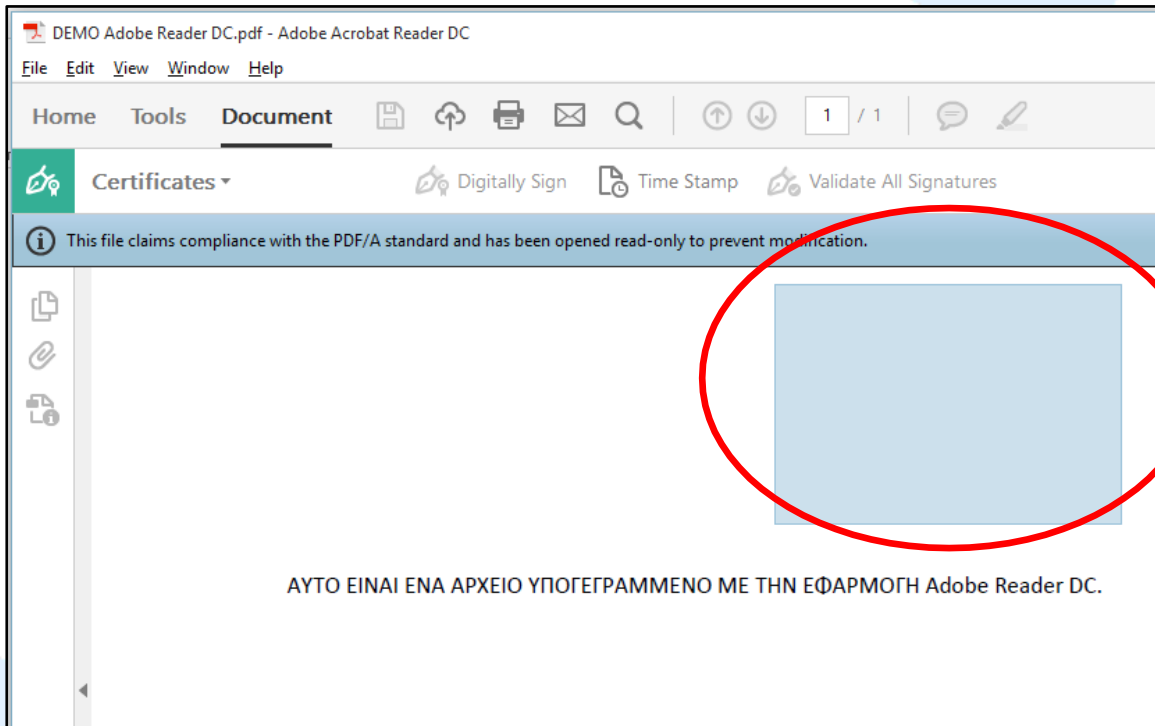 DEMO Adobe Reader DC.pdf - Adobe Acrobat Reader DC
File Edit View Window Help
Home Tools Document 1 / 1
Certificates Digitally Sign Time Stamp Validate All Signatures
This file claims compliance with the PDF/A standard and has been opened read-only to prevent modification.
ΑΥΤΟ ΕΙΝΑΙ ΕΝΑ ΑΡΧΕΙΟ ΥΠΟΓΕΓΡΑΜΜΕΝΟ ΜΕ ΤΗΝ ΕΦΑΡΜΟΓΗ Adobe Reader DC.